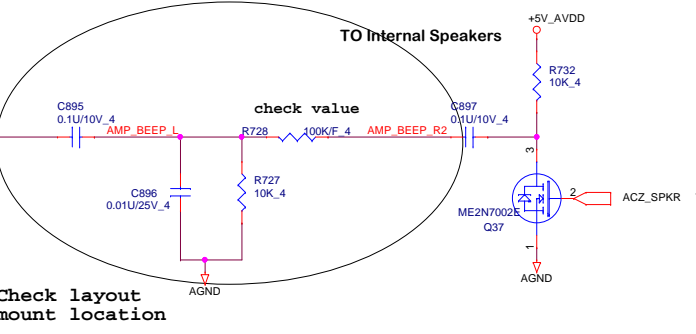 +5V_AVDD
TO Internal Speakers
R732
10K_4
C895
0.1U/10V_4
check value
C897
0.1U/10V_4
AMP_BEEP_L
R728
100K/F_4
AMP_BEEP_R2
3
R727
10K_4
C896
0.01U/25V_4
2
ACZ_SPKR
ME2N7002E
Q37
1
AGND
AGND
Check layout
mount location